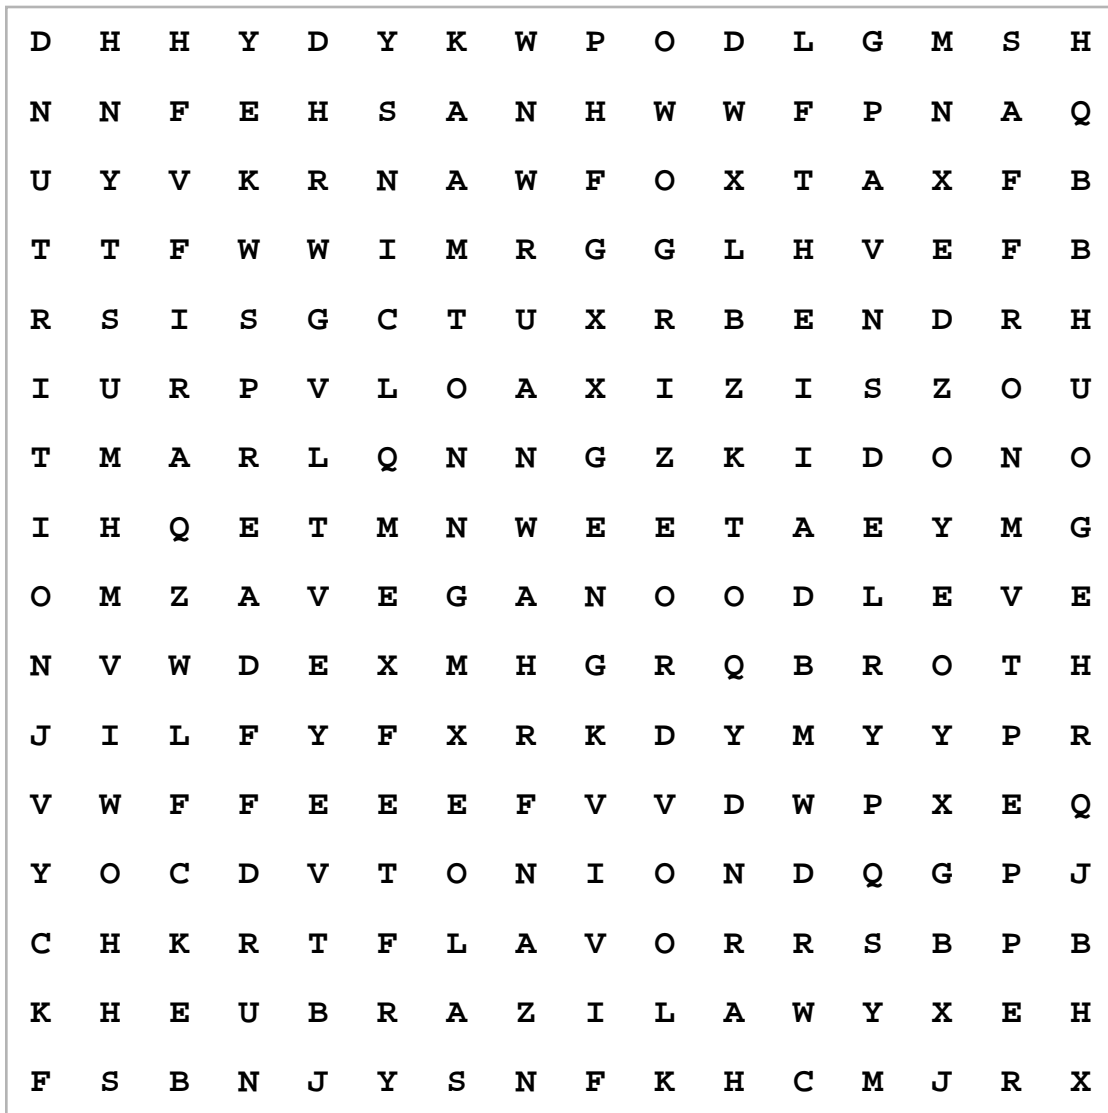 D H H Y D Y K W P O D L G M S H
N N F E H S A N H W W F P N A Q
U Y V K R N A W F O X T A X F B
T T F W W I M R G G L H V E F B
R S I S G C T U X R B E N D R H
I U R P V L O A X I Z I S Z O U
T M A R L Q N N G Z K I D O N O
I H Q E T M N W E E T A E Y M G
O M Z A V E G A N O O D L E V E
N V W D E X M H G R Q B R O T H
J I L F Y F X R K D Y M Y Y P R
V W F F E E E F V V D W P X E Q
Y O C D V T O N I O N D Q G P J
C H K R T F L A V O R R S B P B
K H E U B R A Z I L A W Y X E H
F S B N J Y S N F K H C M J R X